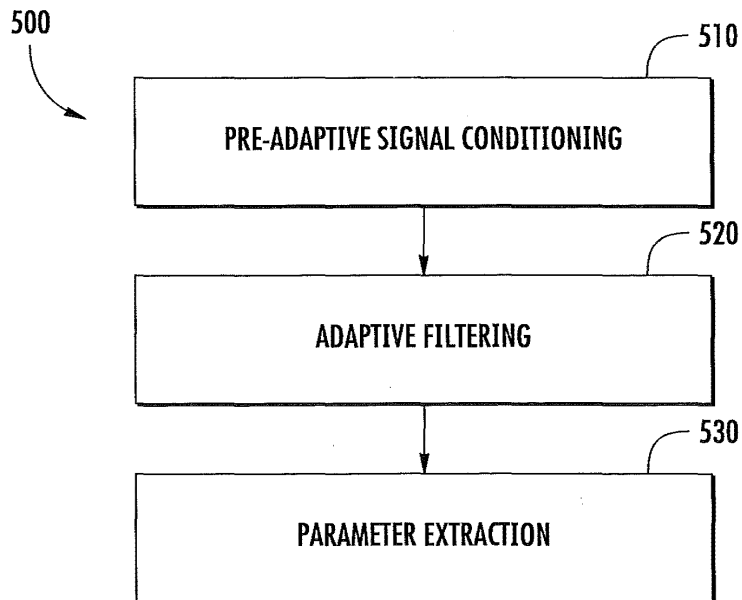 500
510
PRE-ADAPTIVE SIGNAL CONDITIONING
520
ADAPTIVE FILTERING
530
PARAMETER EXTRACTION